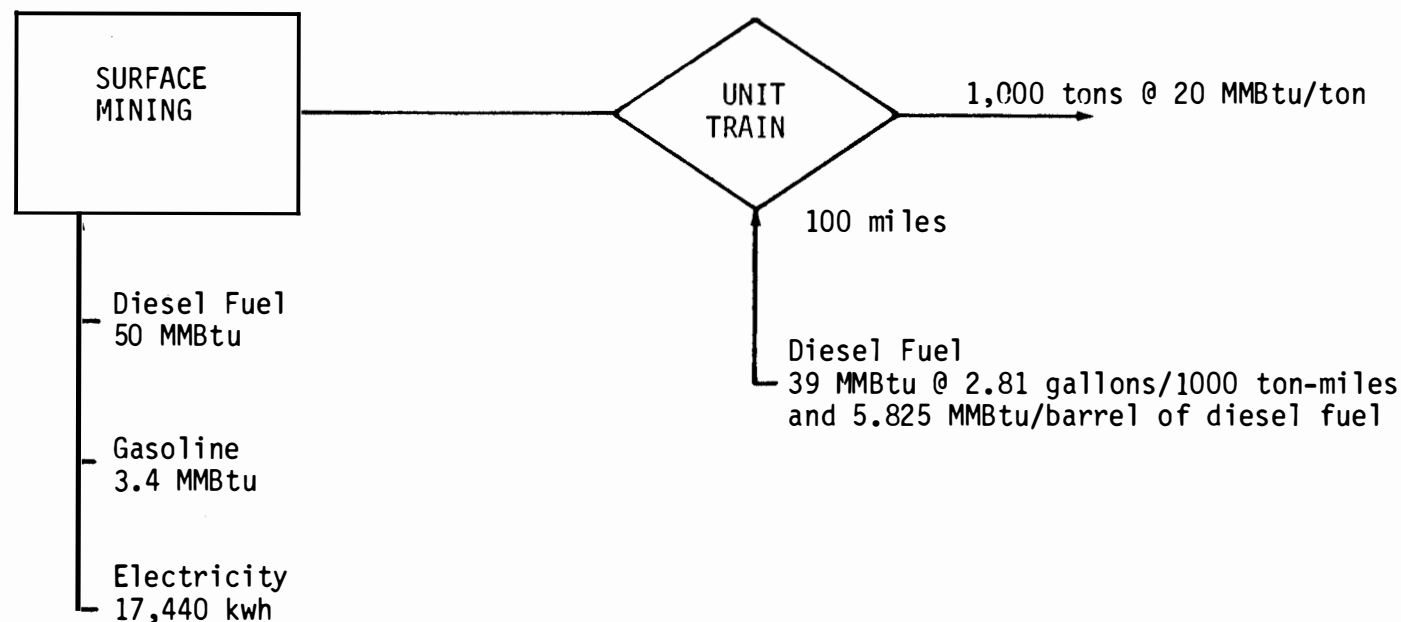 SURFACE
MINING
UNIT
TRAIN
1,000 tons @ 20 MMBtu/ton
100 miles
Diesel Fuel
50 MMBtu
Diesel Fuel
39 MMBtu @ 2.81 gallons/1000 ton-miles
and 5.825 MMBtu/barrel of diesel fuel
Gasoline
3.4 MMBtu
Electricity
17,440 kwh